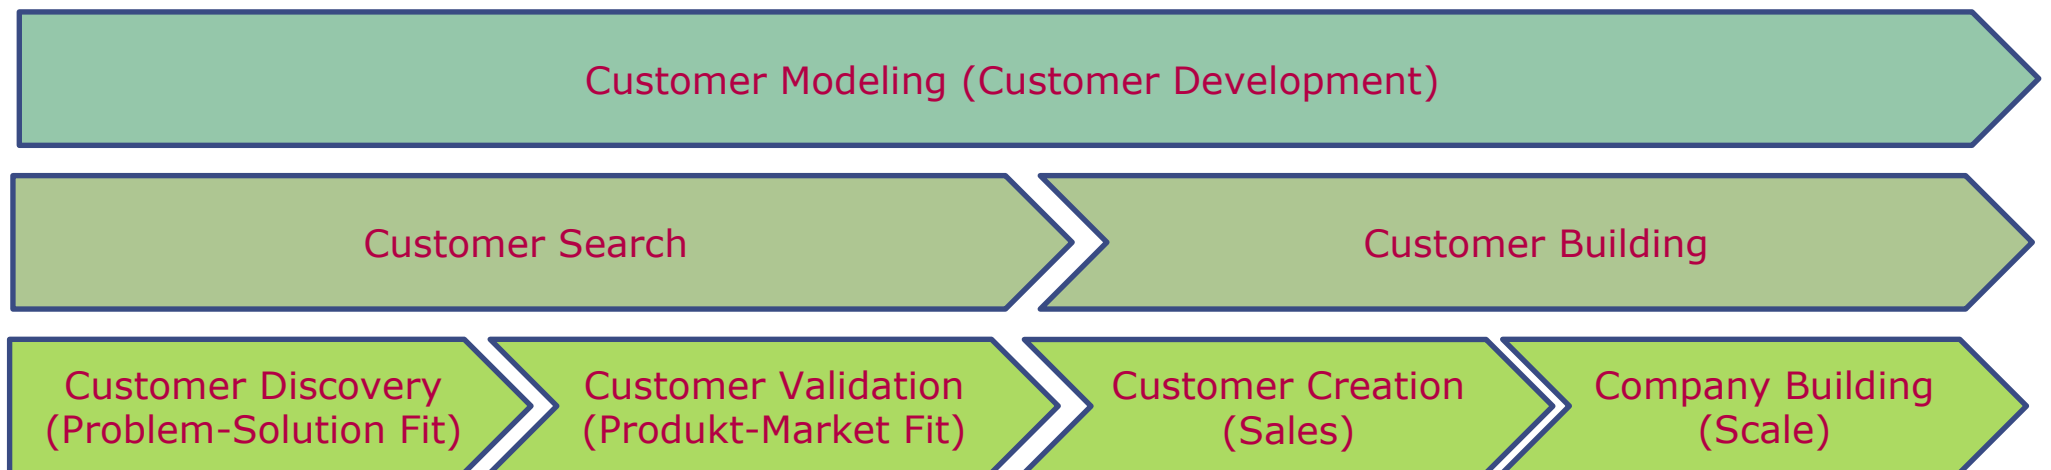 Customer Modeling (Customer Development)
Customer Search
Customer Building
Customer Discovery
(Problem-Solution Fit)
Customer Validation
(Produkt-Market Fit)
Customer Creation
(Sales)
Company Building
(Scale)